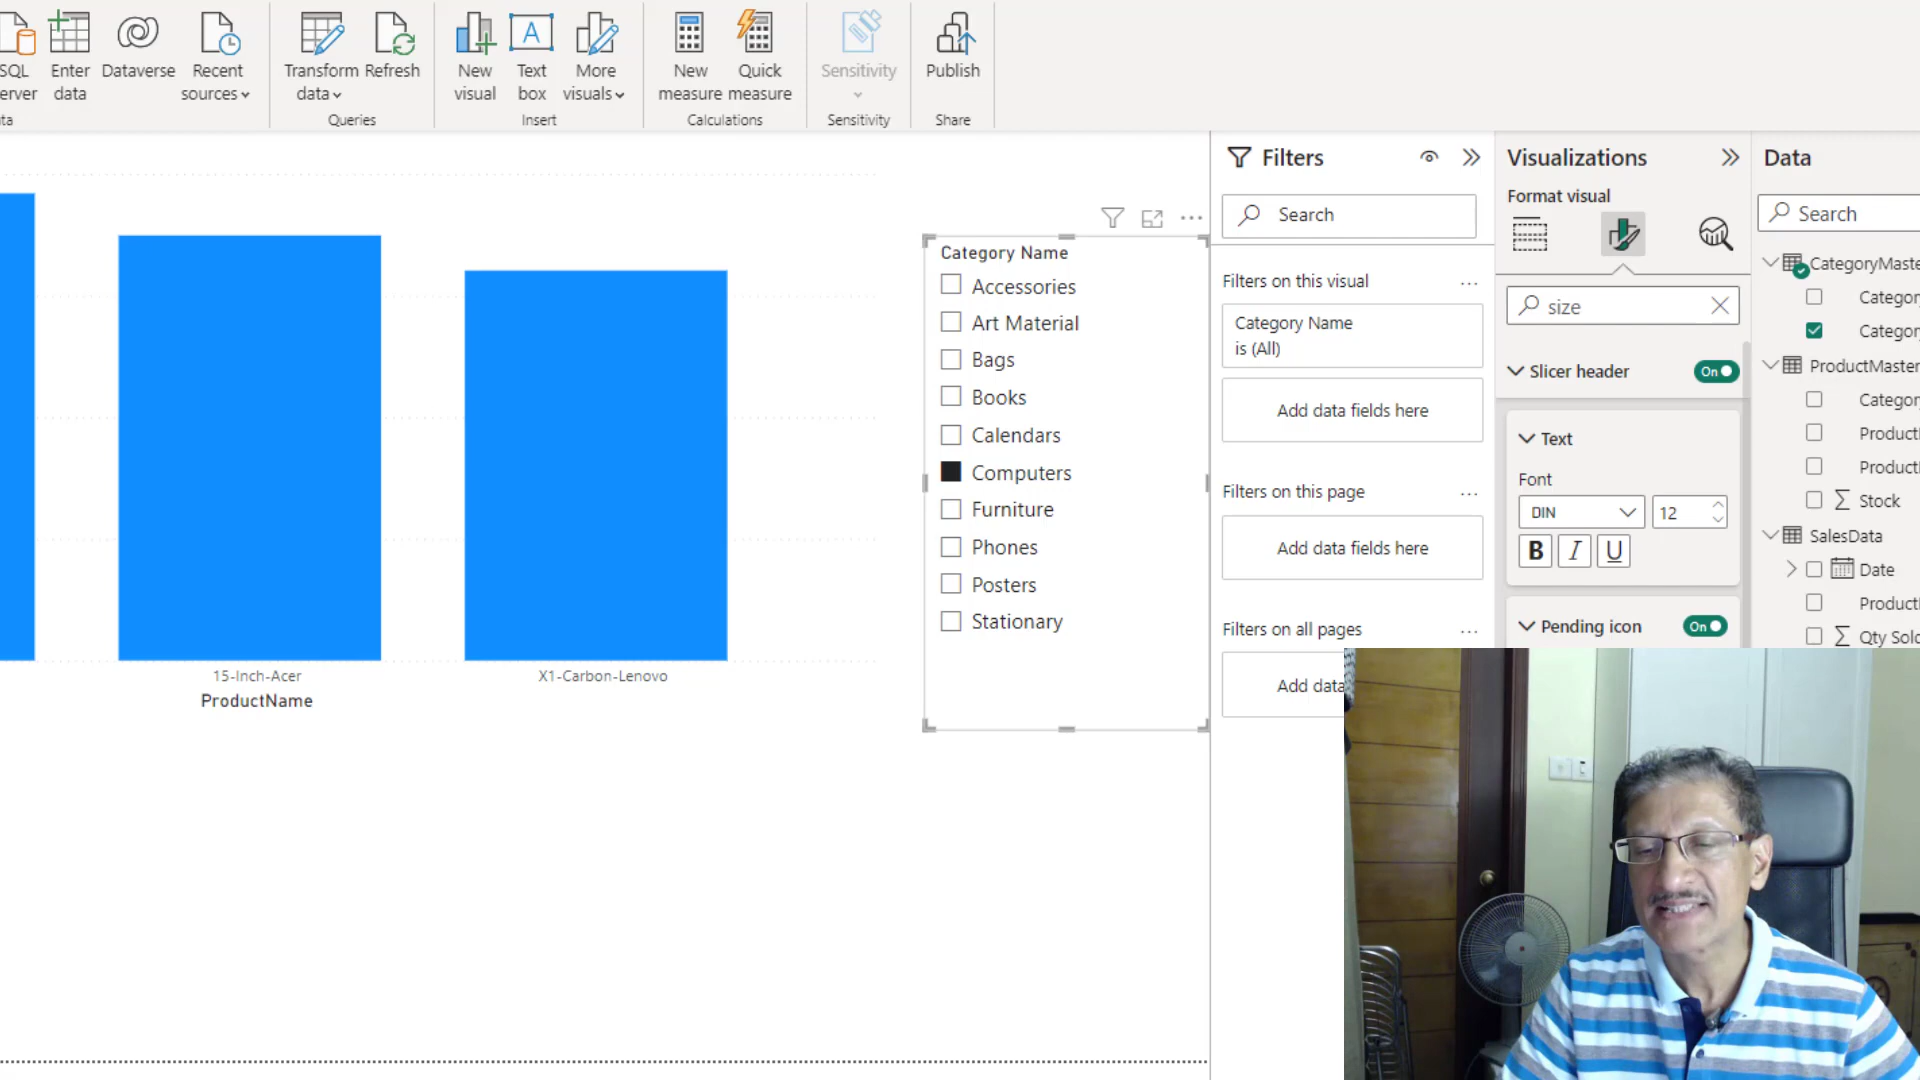 SQL
erver
Enter
data
Dataverse
Recent
sources
ta
Transform
data
Refresh
Queries
New
visual
Text
box
More
visuals
Insert
New
measure
Quick
measure
Calculations
Sensitivity
Sensitivity
Publish
Share
15-Inch-Acer
X1-Carbon-Lenovo
ProductName
Category Name
Accessories
Art Material
Bags
Books
Calendars
Computers
Furniture
Phones
Posters
Stationary
Filters
Search
Filters on this visual
Category Name
is (All)
Add data fields here
Filters on this page
Add data fields here
Filters on all pages
Add data
Visualizations
Format visual
size
Slicer header On
Text
Font
DIN 12
B I U
Pending icon On
Data
Search
CategoryMaste
Category
Category
ProductMaster
Category
Product
Product
Stock
SalesData
Date
Product
Qty Solc